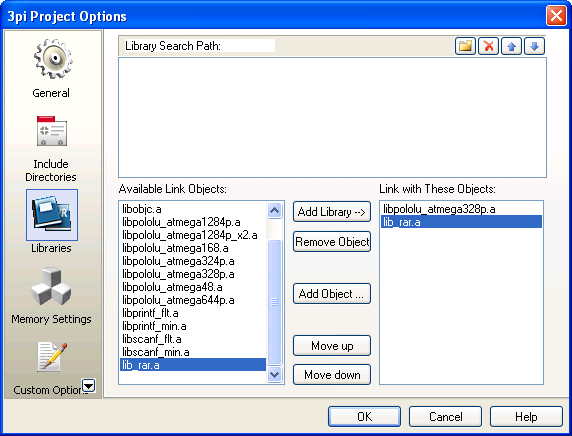 3pi Project Options
General
Include
Directories
Libraries
Memory Settings
Custom Options
Library Search Path:
Available Link Objects:
libobjc.a
libpololu_atmega1284p.a
libpololu_atmega1284p_x2.a
libpololu_atmega168.a
libpololu_atmega324p.a
libpololu_atmega328p.a
libpololu_atmega48.a
libpololu_atmega644p.a
libprintf_flt.a
libprintf_min.a
libscanf_flt.a
libscanf_min.a
lib_rar.a
Add Library -->
Remove Object
Add Object ...
Move up
Move down
Link with These Objects:
libpololu_atmega328p.a
lib_rar.a
OK
Cancel
Help